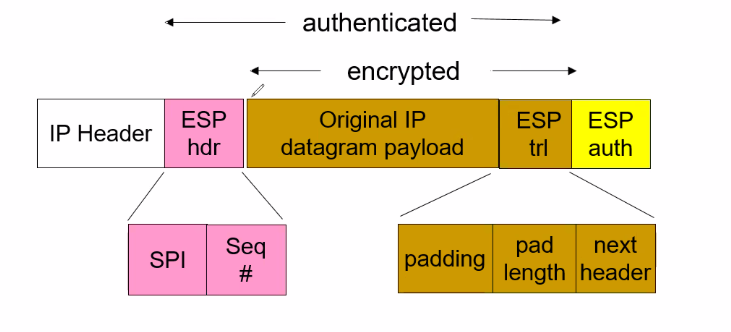 authenticated
encrypted
IP Header
ESP
hdr
Original IP
datagram payload
ESP
trl
ESP
auth
SPI
Seq
#
padding
pad
length
next
header